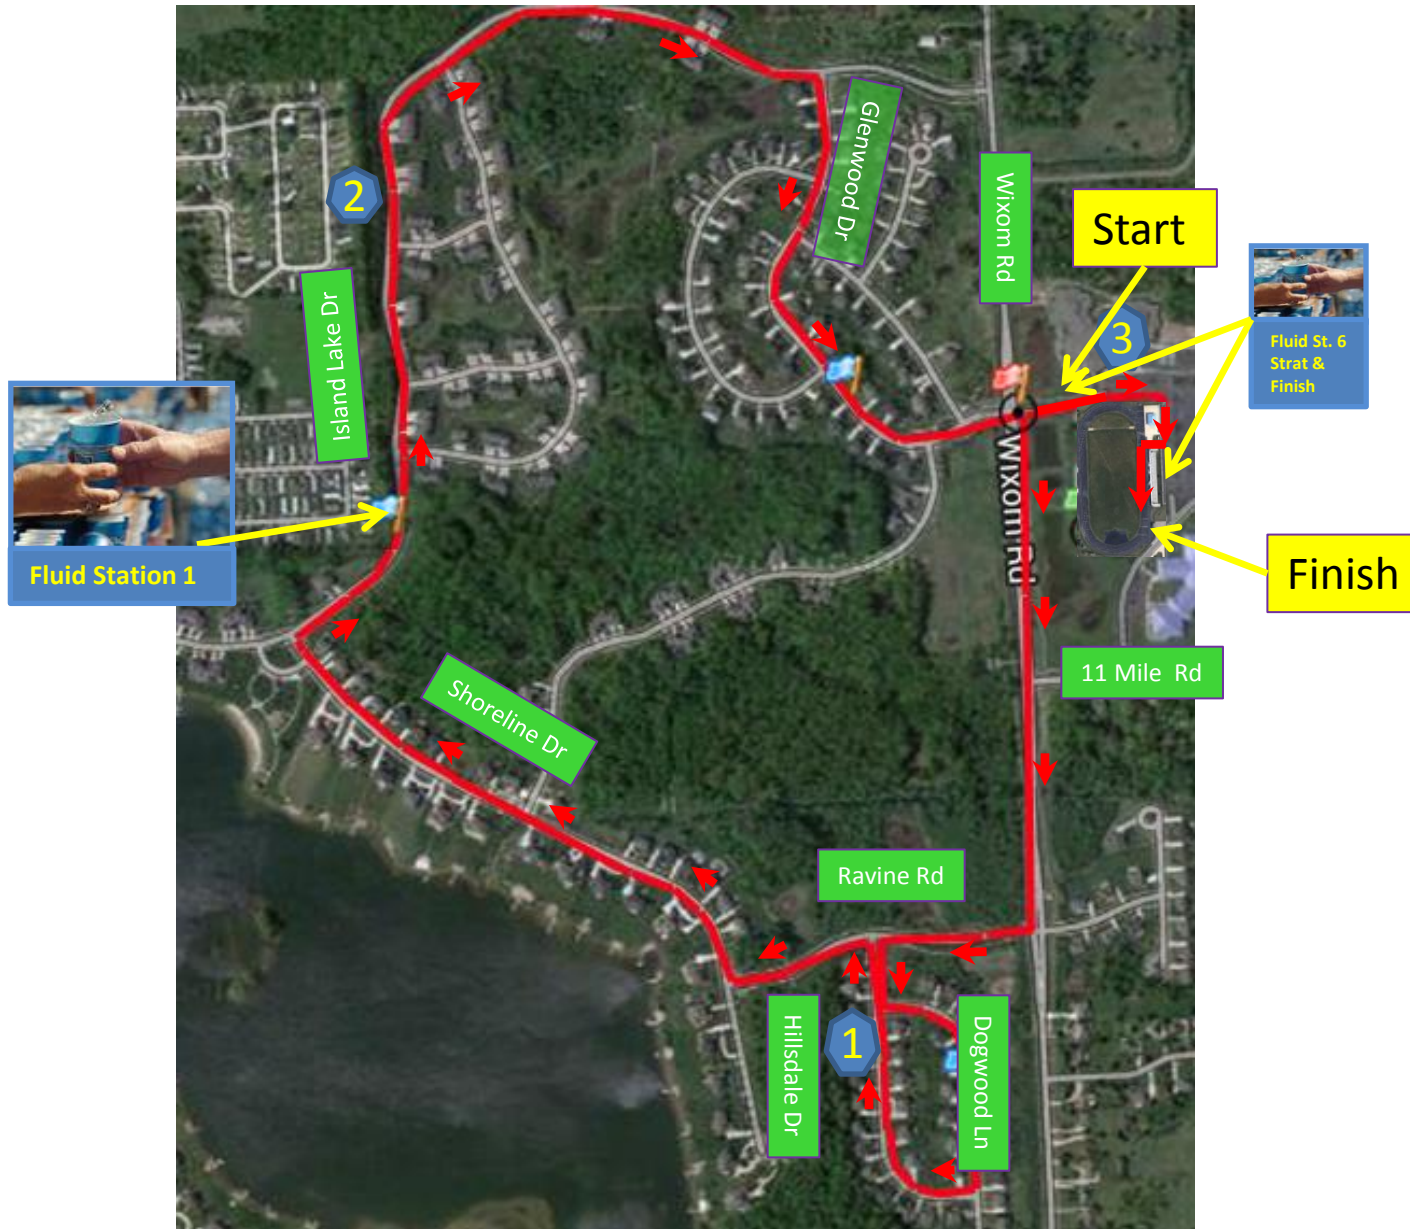 Glenwood Dr
Wixom Rd
2
Start
Island Lake Dr
3
Fluid St. 6
Strat &
Finish
Wixom Rd
Fluid Station 1
Finish
11 Mile  Rd
Shoreline Dr
Ravine Rd
Hillsdale Dr
1
Dogwood Ln